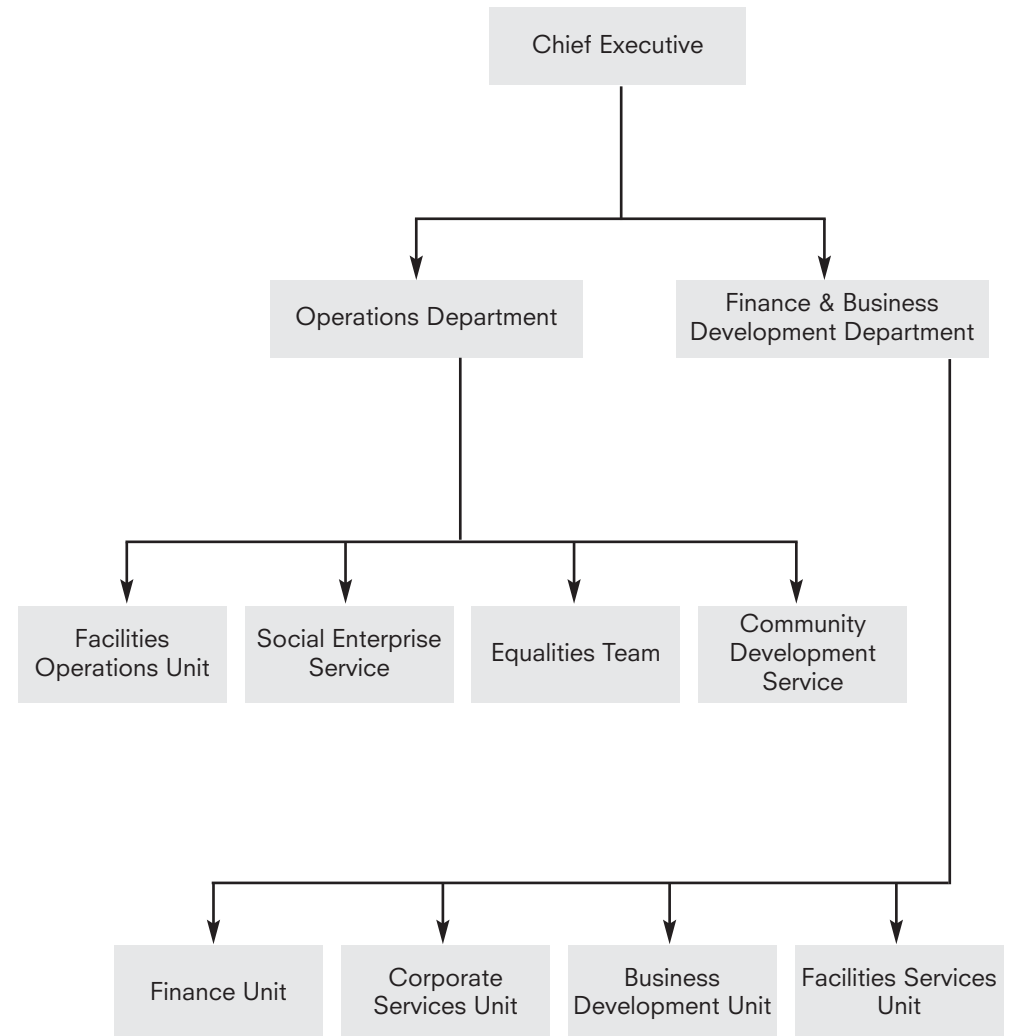 Chief Executive
Operations Department
Finance & Business
Development Department
Facilities
Operations Unit
Social Enterprise
Service
Equalities Team
Community
Development
Service
Finance Unit
Corporate
Services Unit
Business
Development Unit
Facilities Services
Unit